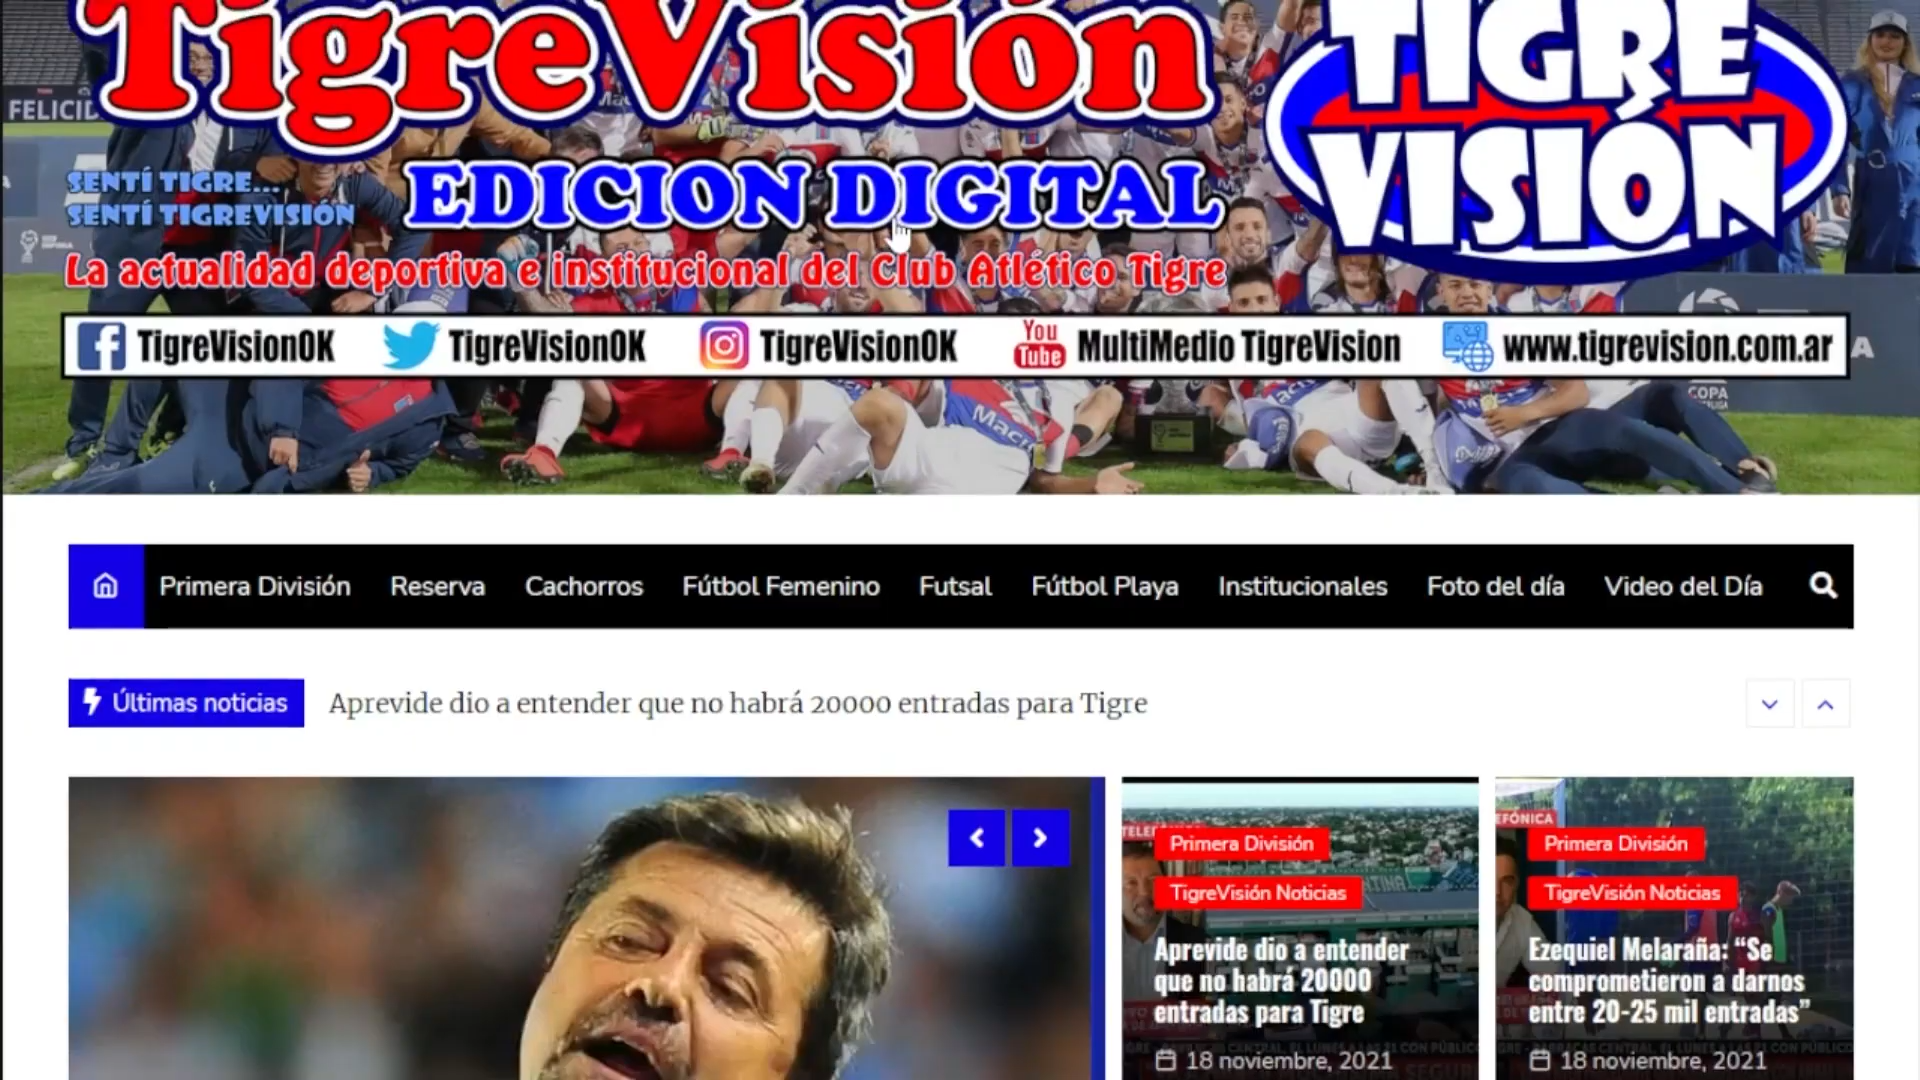 TigreVisión
TIGRE
VISIÓN
FELICID
SENTÍ TIGRE...
SENTÍ TIGREVISIÓN
EDICION DIGITAL
La actualidad deportiva e institucional del Club Atlético Tigre
TigreVisionOK TigreVisionOK TigreVisionOK You Tube MultiMedio TigreVision www.tigrevision.com.ar
Macr
COPA
Primera División Reserva Cachorros Fútbol Femenino Futsal Fútbol Playa Institucionales Foto del día Video del Día
Últimas noticias Aprevide dio a entender que no habrá 20000 entradas para Tigre
Primera División
TigreVisión Noticias
Aprevide dio a entender
que no habrá 20000
entradas para Tigre
18 noviembre, 2021
EFÓNICA
Primera División
TigreVisión Noticias
Ezequiel Melaraña: “Se
comprometieron a darnos
entre 20-25 mil entradas”
18 noviembre, 2021